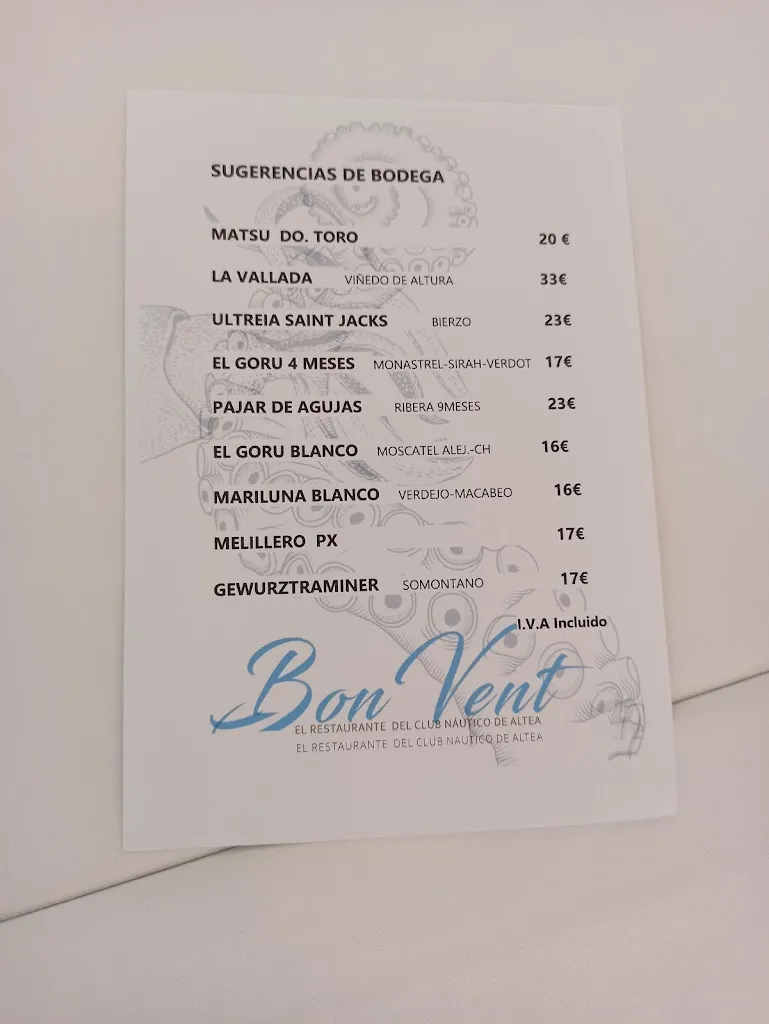 SUGERENCIAS DE BODEGA
MATSU DO. TORO 20 €
LA VALLADA VIÑEDO DE ALTURA 33€
ULTREIA SAINT JACKS BIERZO 23€
EL GORU 4 MESES MONASTREL-SIRAH-VERDOT 17€
PAJAR DE AGUJAS RIBERA 9MESES 23€
EL GORU BLANCO MOSCATEL ALEJ.-CH 16€
MARILUNA BLANCO VERDEJO-MACABEO 16€
MELILLERO PX 17€
GEWURZTRAMINER SOMONTANO 17€
I.V.A Incluido
Bon Vent
EL RESTAURANTE DEL CLUB NÁUTICO DE ALTEA
EL RESTAURANTE DEL CLUB NÁUTICO DE ALTEA